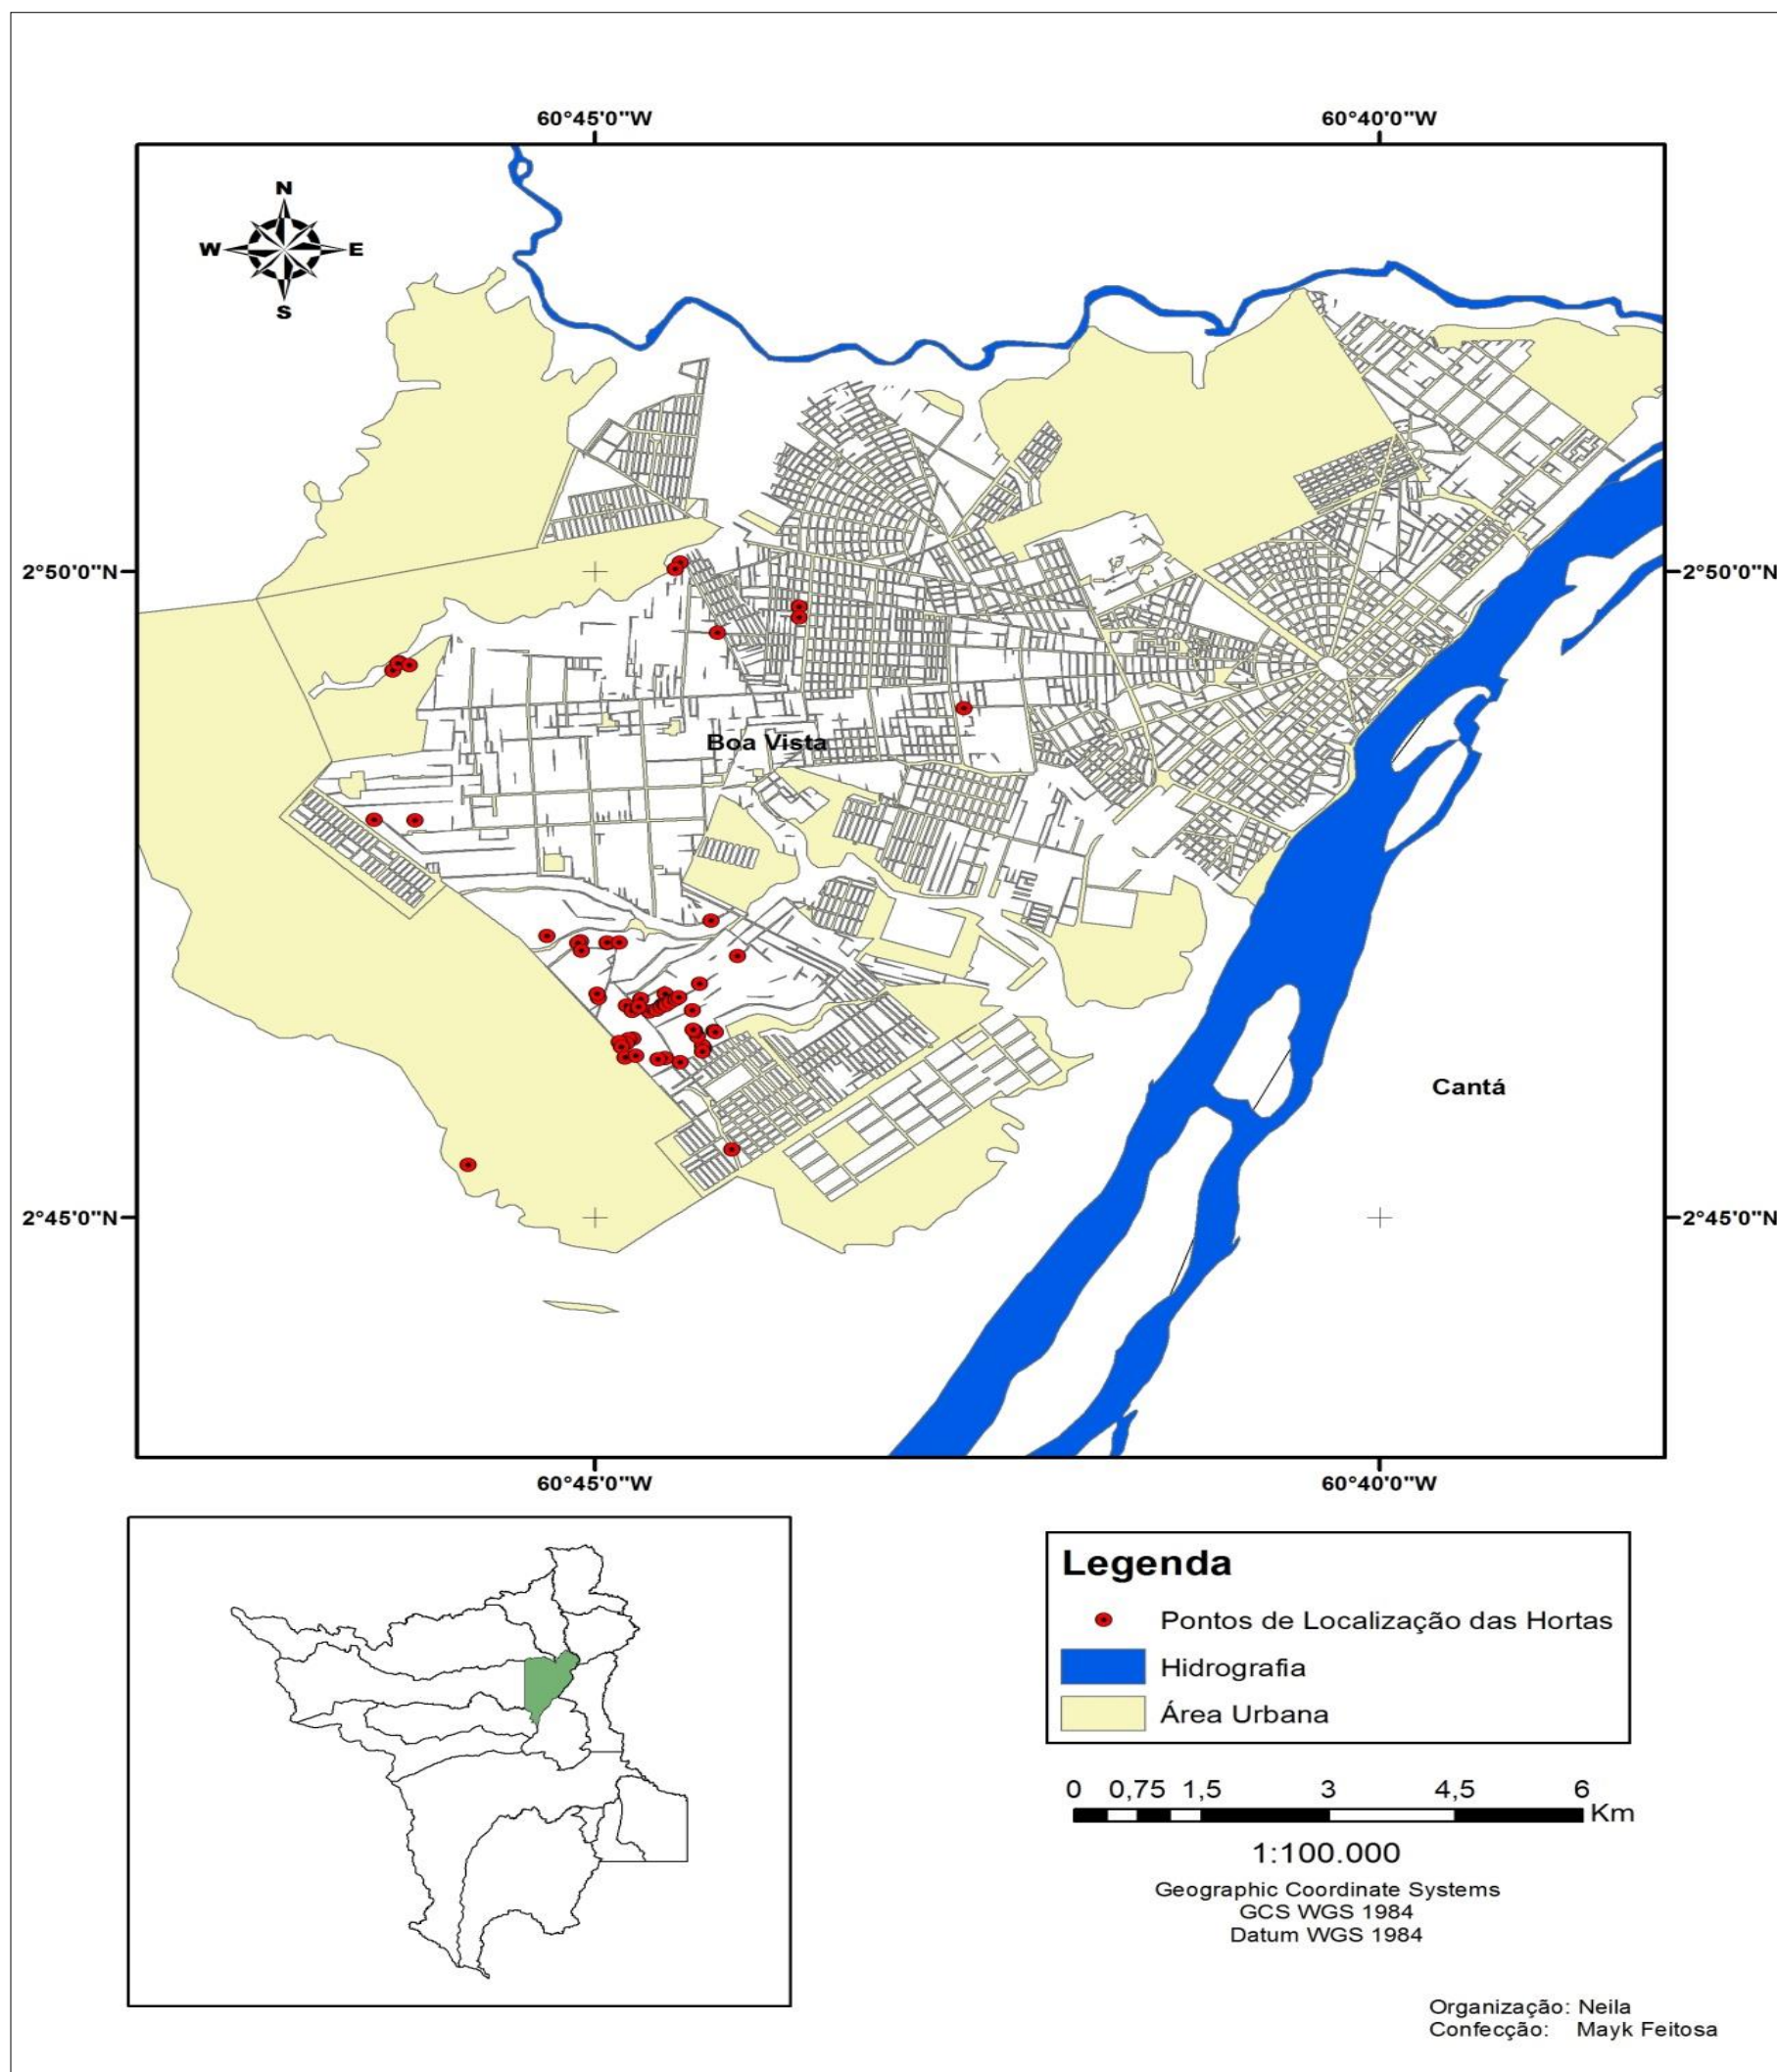 60°45'0"W 60°40'0"W
N
W E
S
2°50'0"N 2°50'0"N
Boa Vista
Cantá
2°45'0"N 2°45'0"N
60°45'0"W 60°40'0"W
Legenda
Pontos de Localização das Hortas
Hidrografia
Área Urbana
0 0,75 1,5 3 4,5 6
Km
1:100.000
Geographic Coordinate Systems
GCS WGS 1984
Datum WGS 1984
Organização: Neila
Confecção: Mayk Feitosa